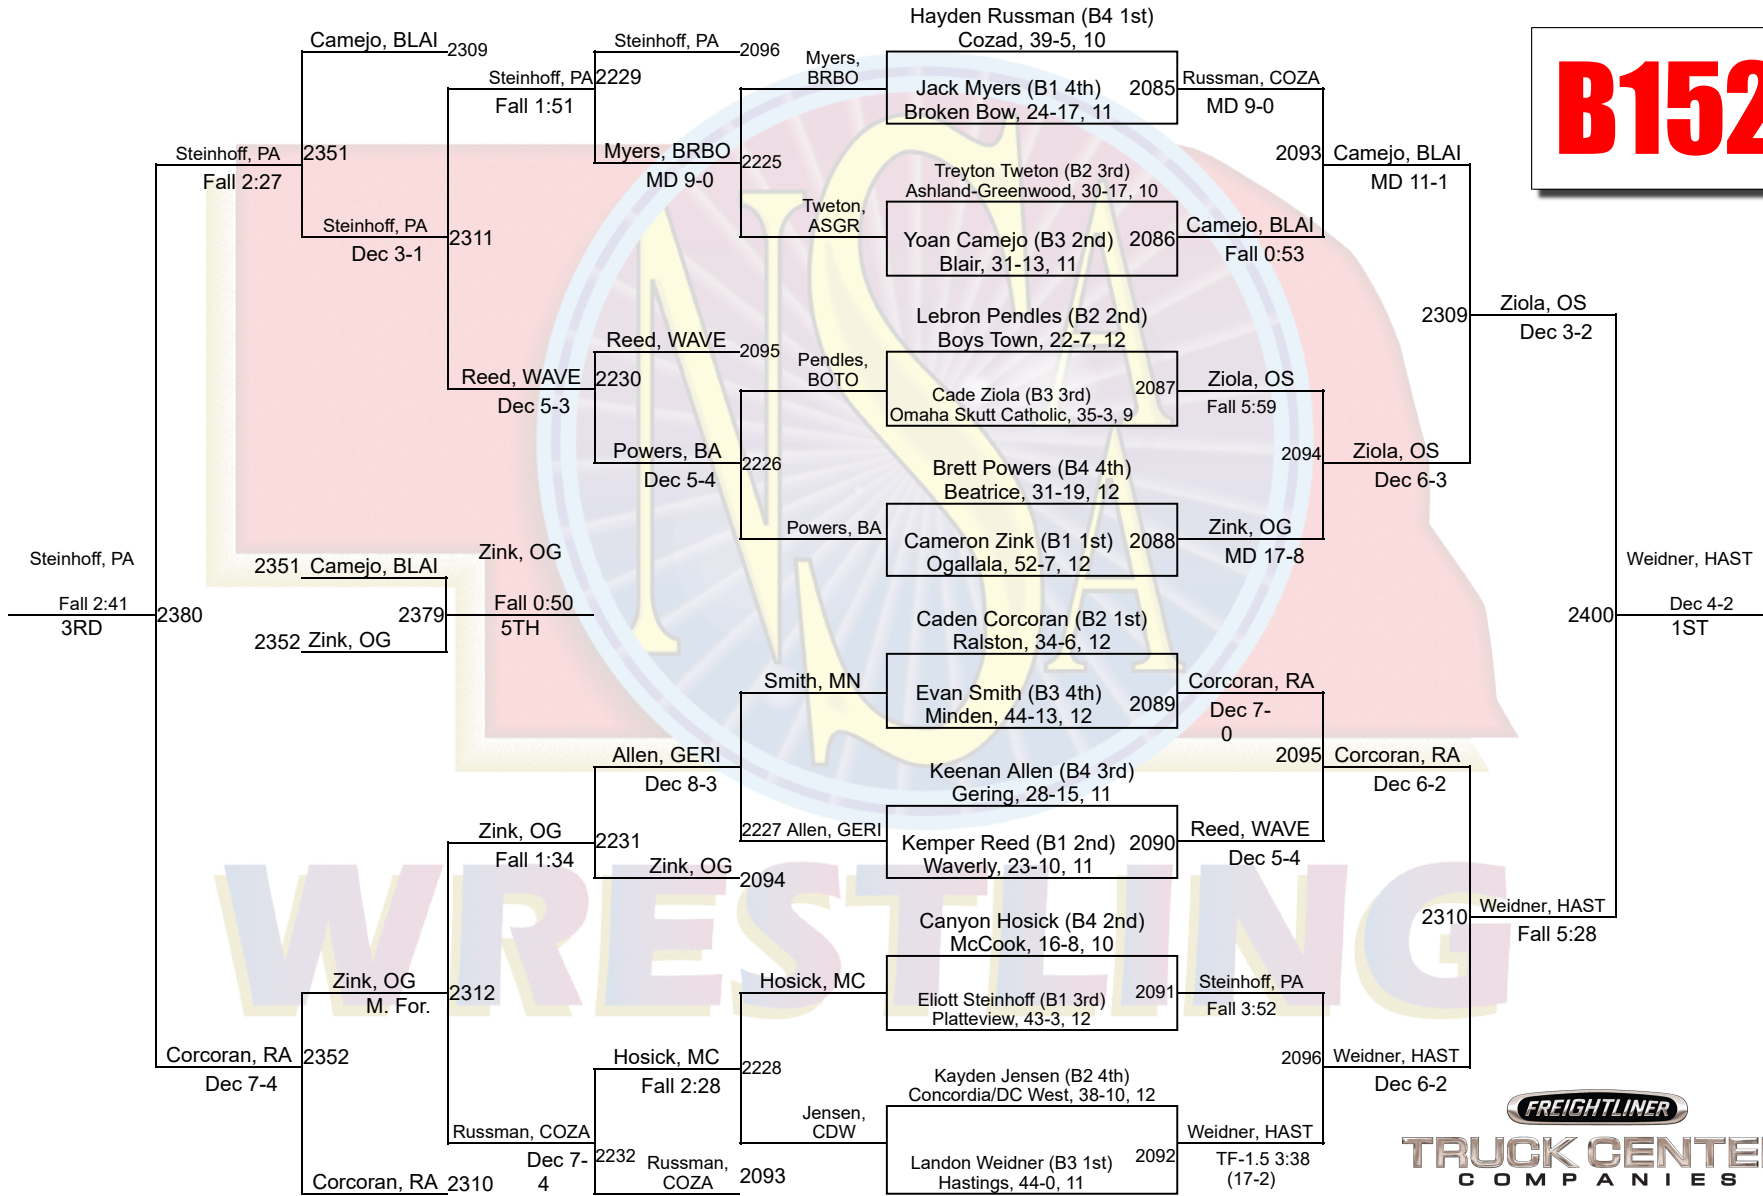 Hayden Russman (B4 1st)
Cozad, 39-5, 10
Jack Myers (B1 4th)
Broken Bow, 24-17, 11
2085
Treyton Tweton (B2 3rd)
Ashland-Greenwood, 30-17, 10
Yoan Camejo (B3 2nd)
Blair, 31-13, 11
2086
Lebron Pendles (B2 2nd)
Boys Town, 22-7, 12
Cade Ziola (B3 3rd)
Omaha Skutt Catholic, 35-3, 9
2087
Brett Powers (B4 4th)
Beatrice, 31-19, 12
Cameron Zink (B1 1st)
Ogallala, 52-7, 12
2088
Caden Corcoran (B2 1st)
Ralston, 34-6, 12
Evan Smith (B3 4th)
Minden, 44-13, 12
2089
Keenan Allen (B4 3rd)
Gering, 28-15, 11
Kemper Reed (B1 2nd)
Waverly, 23-10, 11
2090
Canyon Hosick (B4 2nd)
McCook, 16-8, 10
Eliott Steinhoff (B1 3rd)
Platteview, 43-3, 12
2091
Kayden Jensen (B2 4th)
Concordia/DC West, 38-10, 12
Landon Weidner (B3 1st)
Hastings, 44-0, 11
2092
Russman, COZA
MD 9-0
Camejo, BLAI
Fall 0:53
Ziola, OS
Fall 5:59
Zink, OG
MD 17-8
Corcoran, RA
Dec 7-
0
Reed, WAVE
Dec 5-4
Steinhoff, PA
Fall 3:52
Weidner, HAST
TF-1.5 3:38
(17-2)
2093
Camejo, BLAI
MD 11-1
2094
Ziola, OS
Dec 6-3
2095
Corcoran, RA
Dec 6-2
2096
Weidner, HAST
Dec 6-2
2309
Ziola, OS
Dec 3-2
2310
Weidner, HAST
Fall 5:28
2400
Weidner, HAST
Dec 4-2
1ST
Myers,
BRBO
Tweton,
ASGR
Pendles,
BOTO
Powers, BA
Smith, MN
2227 Allen, GERI
Hosick, MC
Jensen,
CDW
Steinhoff, PA
2096
Myers, BRBO
MD 9-0
2225
Reed, WAVE
2095
Powers, BA
Dec 5-4
2226
Allen, GERI
Dec 8-3
Zink, OG
2094
Hosick, MC
Fall 2:28
2228
Russman,
COZA
2093
Steinhoff, PA
2229
Fall 1:51
Reed, WAVE
2230
Dec 5-3
Zink, OG
2231
Fall 1:34
Russman, COZA
Dec 7-
4
2232
Camejo, BLAI
2309
Steinhoff, PA
Dec 3-1
2311
Zink, OG
M. For.
2312
Corcoran, RA
2310
Steinhoff, PA
Fall 2:27
2351
Corcoran, RA
Dec 7-4
2352
2351 Camejo, BLAI
2352 Zink, OG
2379
Zink, OG
Fall 0:50
5TH
Steinhoff, PA
Fall 2:41
3RD
2380
B152
NSAA
WRESTLING
FREIGHTLINER
TRUCK CENTE
COMPANIES